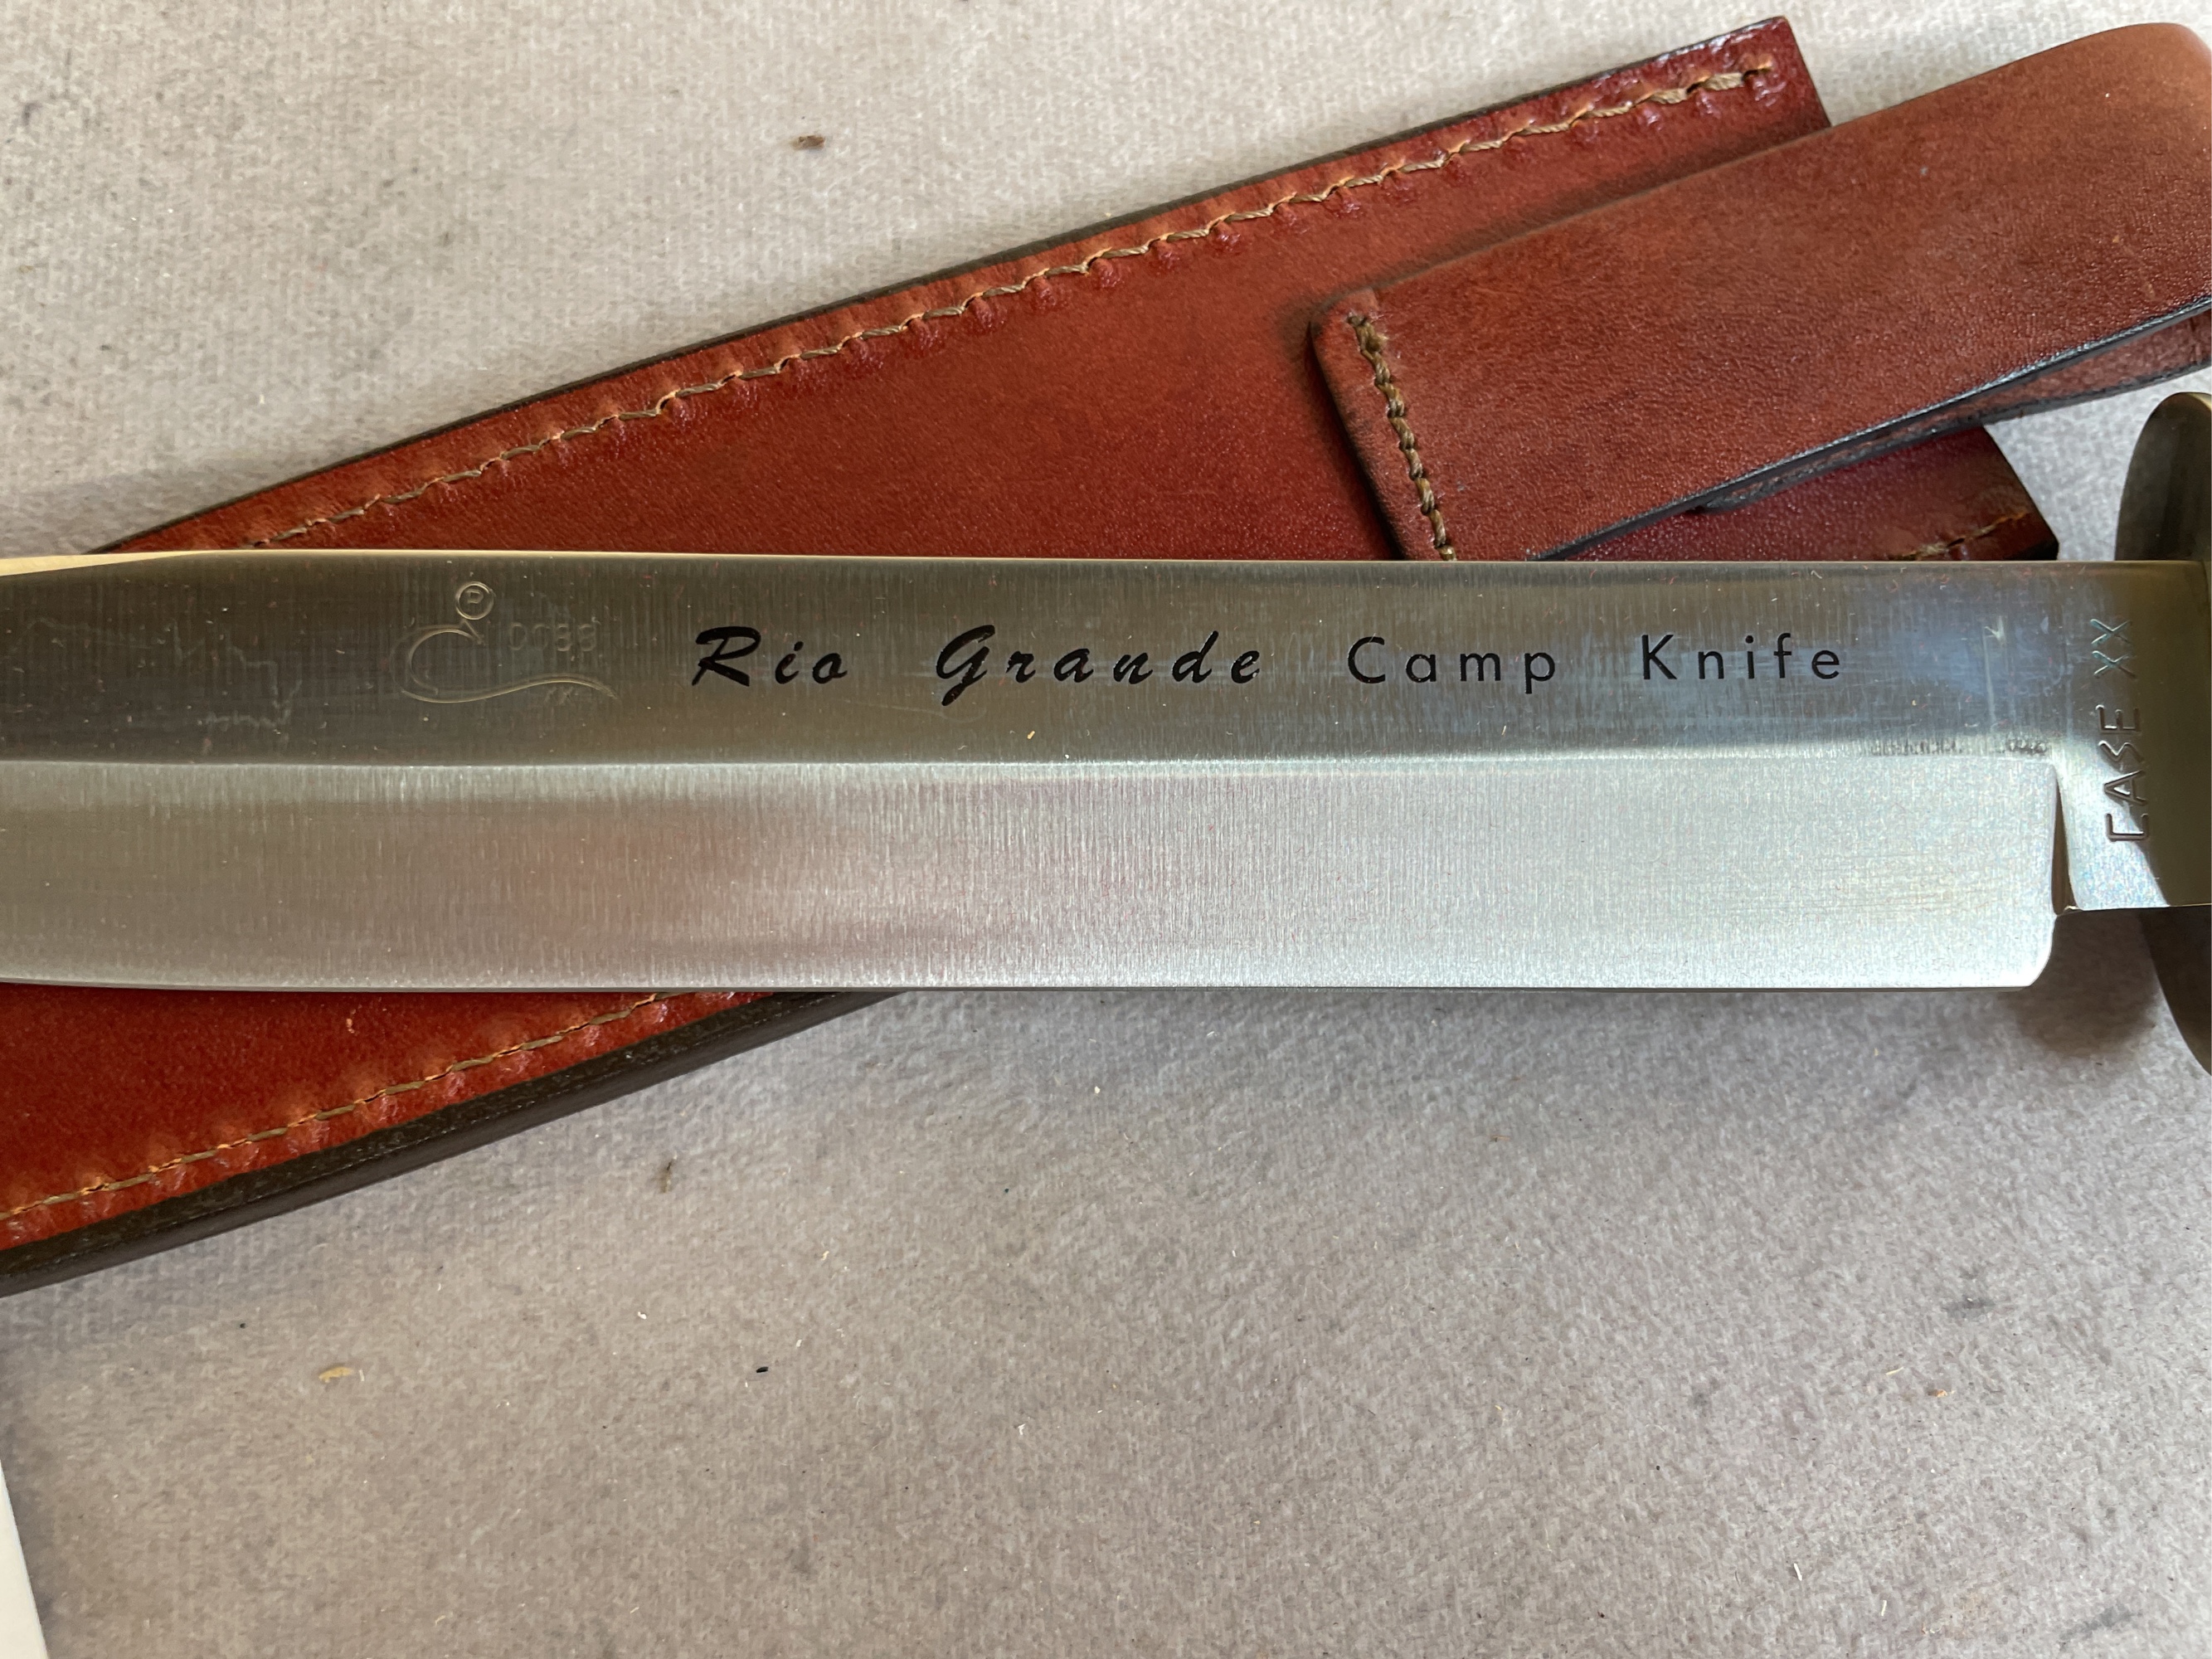 Rio Grande Camp Knife
CASE XX